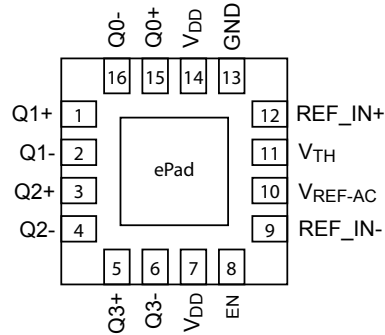 Q0-
Q0+
VDD
GND
16
15
14
13
Q1+ 1
12 REF_IN+
Q1- 2
ePad
11 VTH
Q2+ 3
10 VREF-AC
Q2- 4
9 REF_IN-
5
6
7
8
Q3+
Q3-
VDD
EN